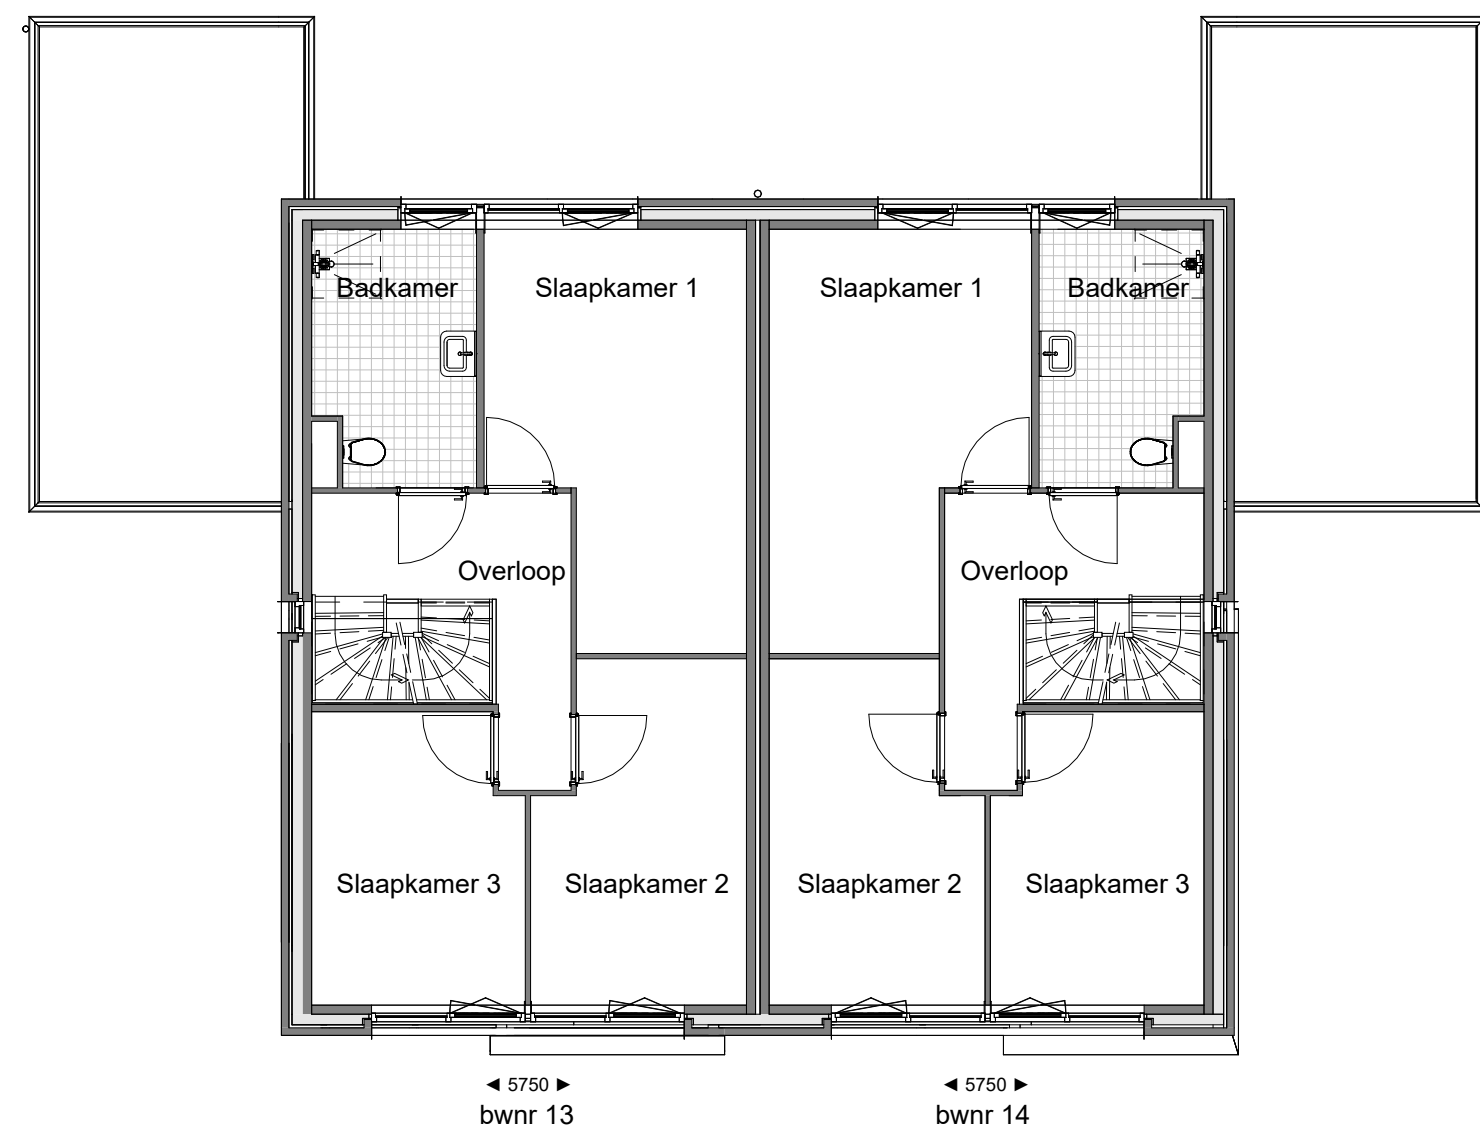 Badkamer
Slaapkamer 1
Slaapkamer 1
Badkamer
Overloop
Overloop
Slaapkamer 3
Slaapkamer 2
Slaapkamer 2
Slaapkamer 3
◄ 5750 ►
◄ 5750 ►
bwnr 13
bwnr 14